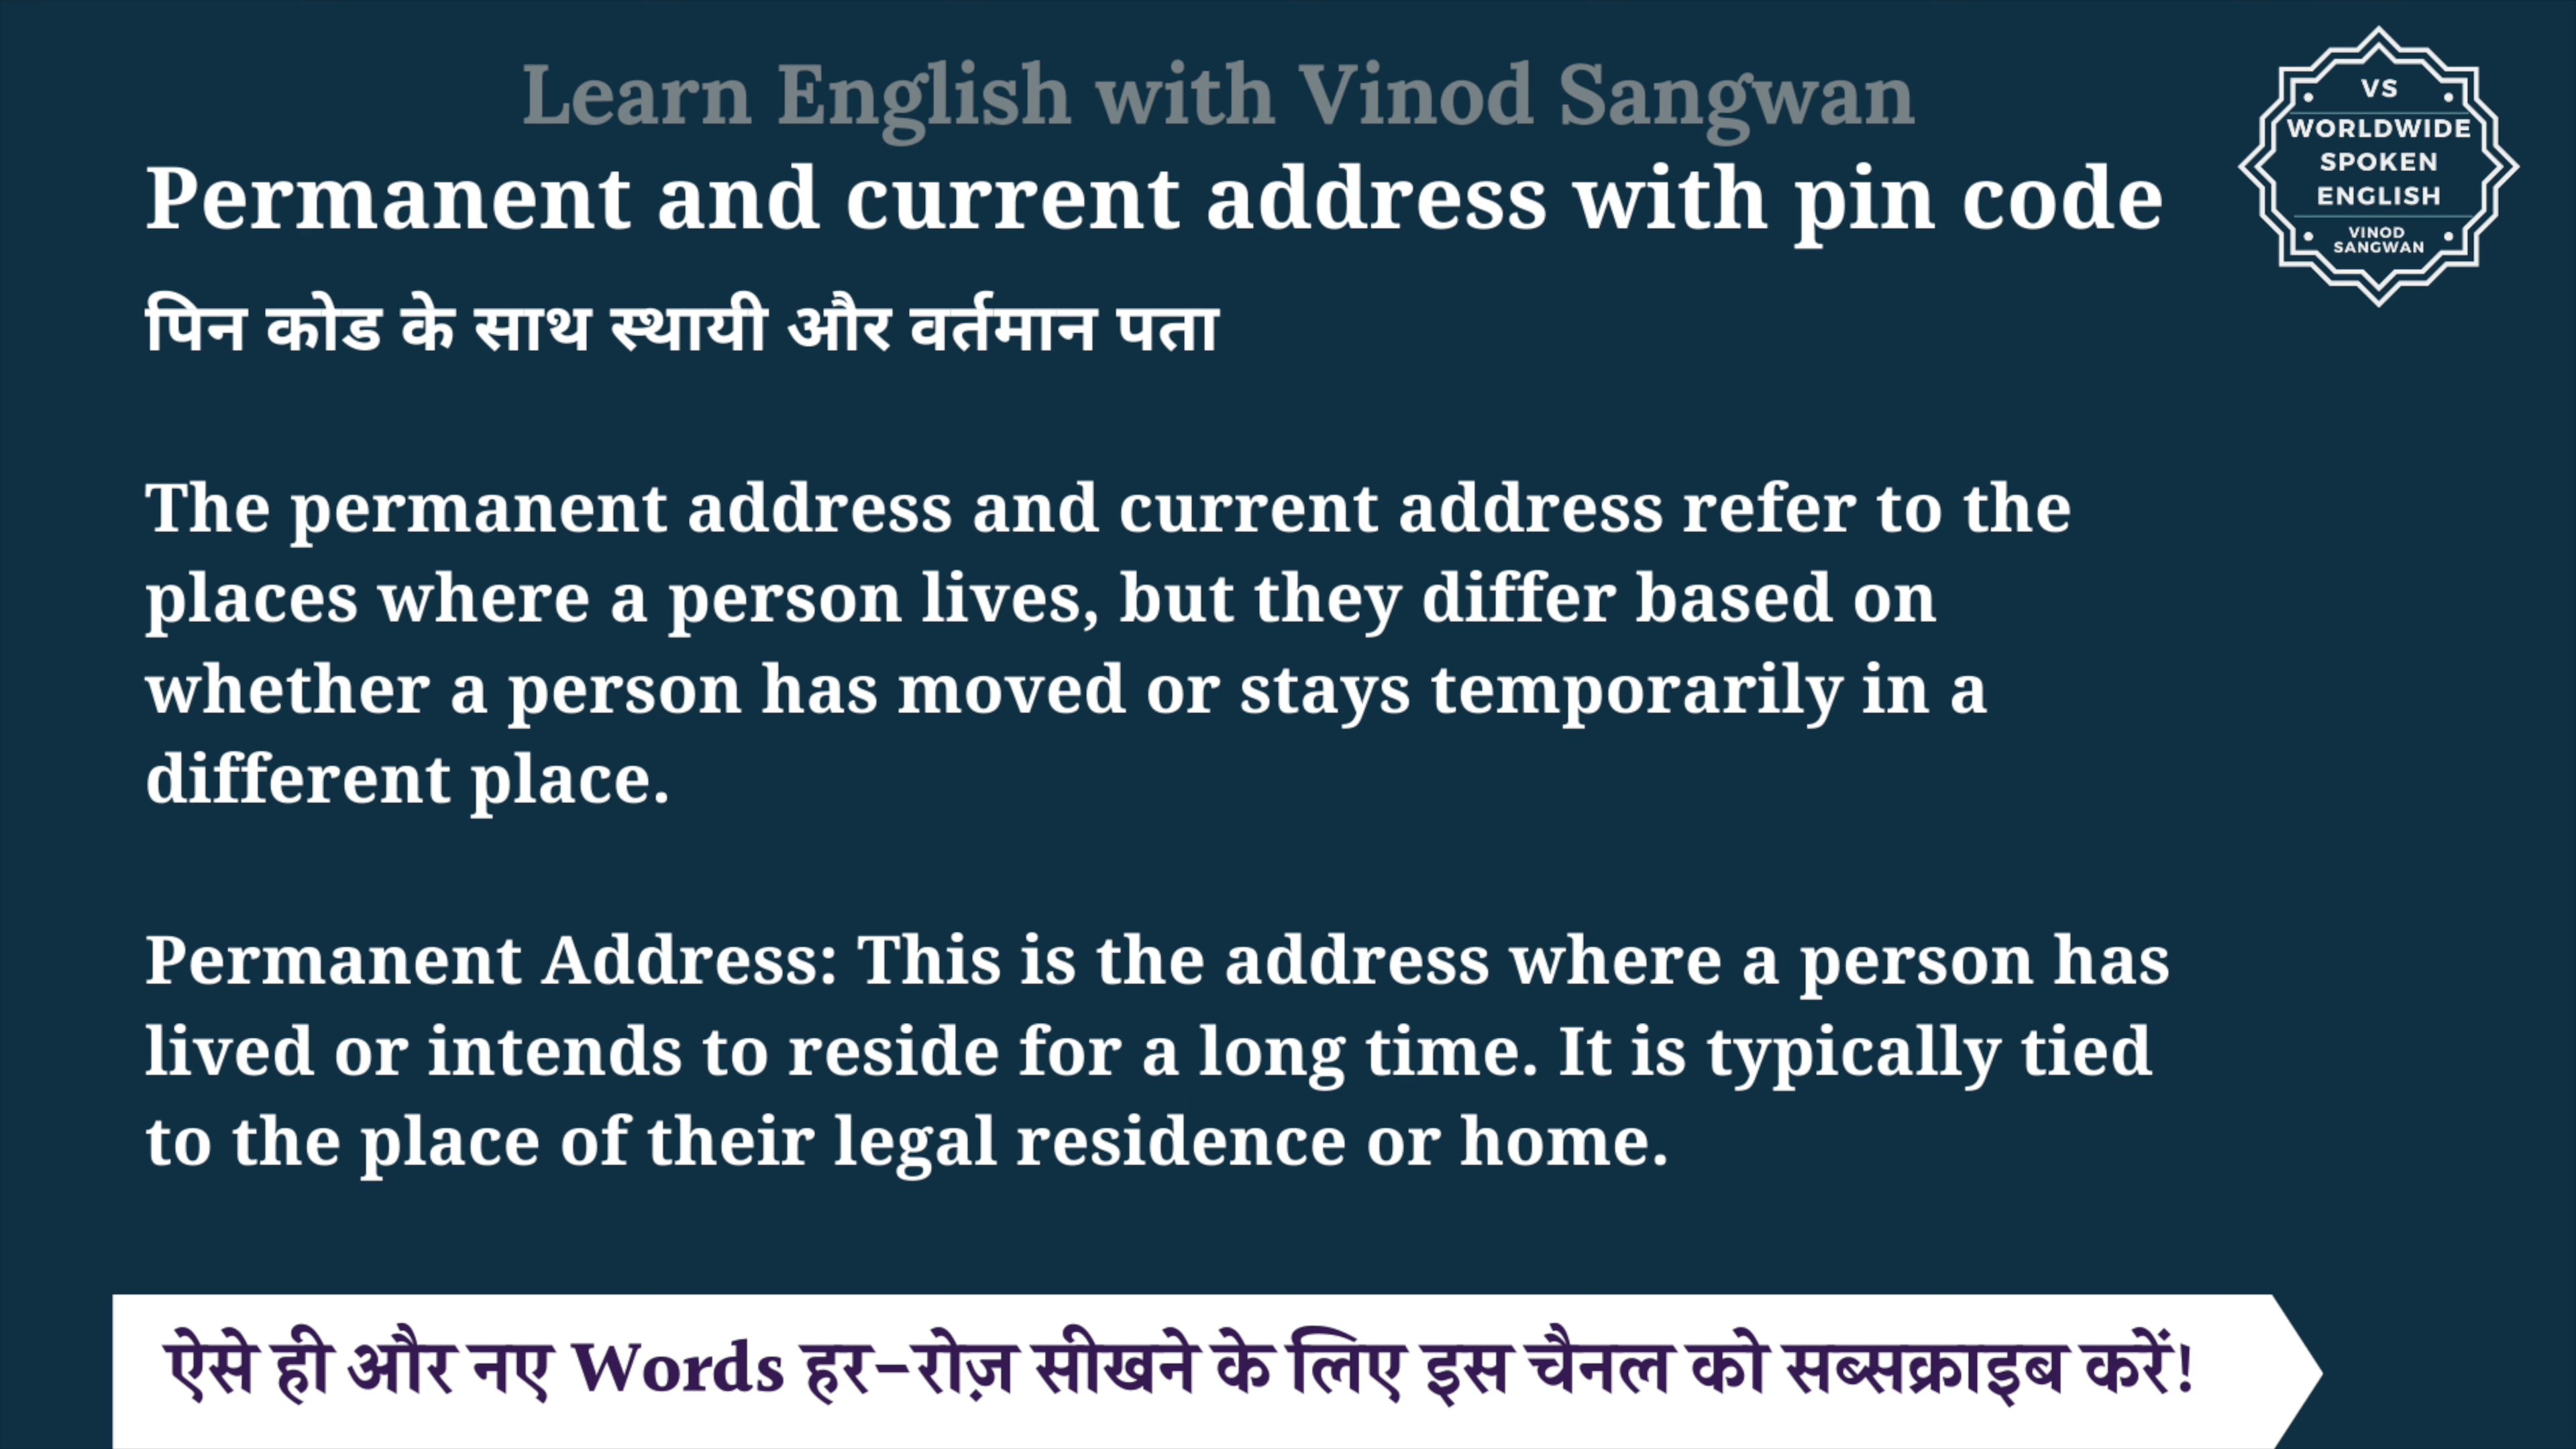 Learn English with Vinod Sangwan
VS
WORLDWIDE
SPOKEN
ENGLISH
VINOD
SANGWAN
Permanent and current address with pin code
पिन कोड के साथ स्थायी और वर्तमान पता
The permanent address and current address refer to the
places where a person lives, but they differ based on
whether a person has moved or stays temporarily in a
different place.
Permanent Address: This is the address where a person has
lived or intends to reside for a long time. It is typically tied
to the place of their legal residence or home.
ऐसे ही और नए Words हर-रोज़ सीखने के लिए इस चैनल को सब्सक्राइब करें!